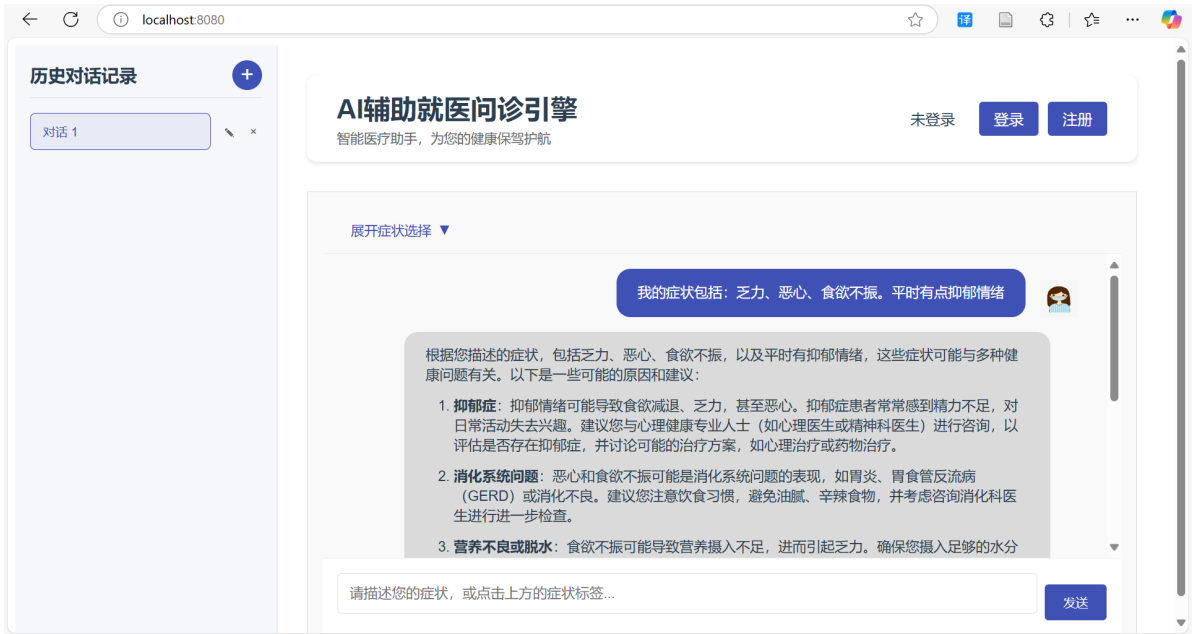 localhost:8080
译
历史对话记录
+
对话 1
×
AI辅助就医问诊引擎
智能医疗助手，为您的健康保驾护航
未登录
登录
注册
展开症状选择 ▼
我的症状包括：乏力、恶心、食欲不振。平时有点抑郁情绪
根据您描述的症状，包括乏力、恶心、食欲不振，以及平时有抑郁情绪，这些症状可能与多种健
康问题有关。以下是一些可能的原因和建议：
1. 抑郁症：抑郁情绪可能导致食欲减退、乏力，甚至恶心。抑郁症患者常常感到精力不足，对
日常活动失去兴趣。建议您与心理健康专业人士（如心理医生或精神科医生）进行咨询，以
评估是否存在抑郁症，并讨论可能的治疗方案，如心理治疗或药物治疗。
2. 消化系统问题：恶心和食欲不振可能是消化系统问题的表现，如胃炎、胃食管反流病
（GERD）或消化不良。建议您注意饮食习惯，避免油腻、辛辣食物，并考虑咨询消化科医
生进行进一步检查。
3. 营养不良或脱水：食欲不振可能导致营养摄入不足，进而引起乏力。确保您摄入足够的水分
请描述您的症状，或点击上方的症状标签...
发送